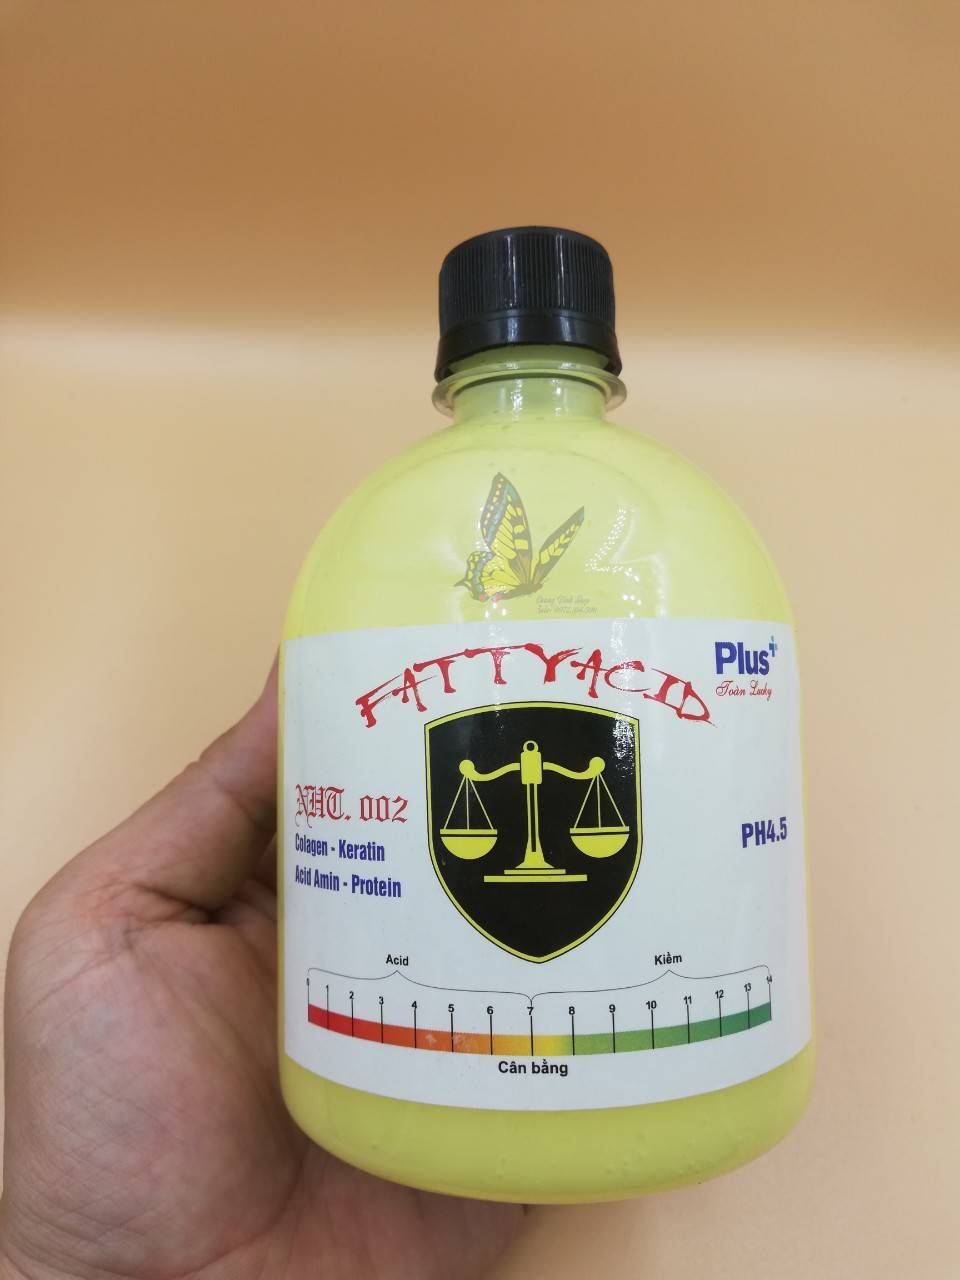 FATTYACID
Plus+
Toàn Lucky
NHT. 002
Colagen - Keratin
Acid Amin - Protein
PH4.5
Acid
Kiềm
0 1 2 3 4 5 6 7 8 9 10 11 12 13 14
Cân bằng